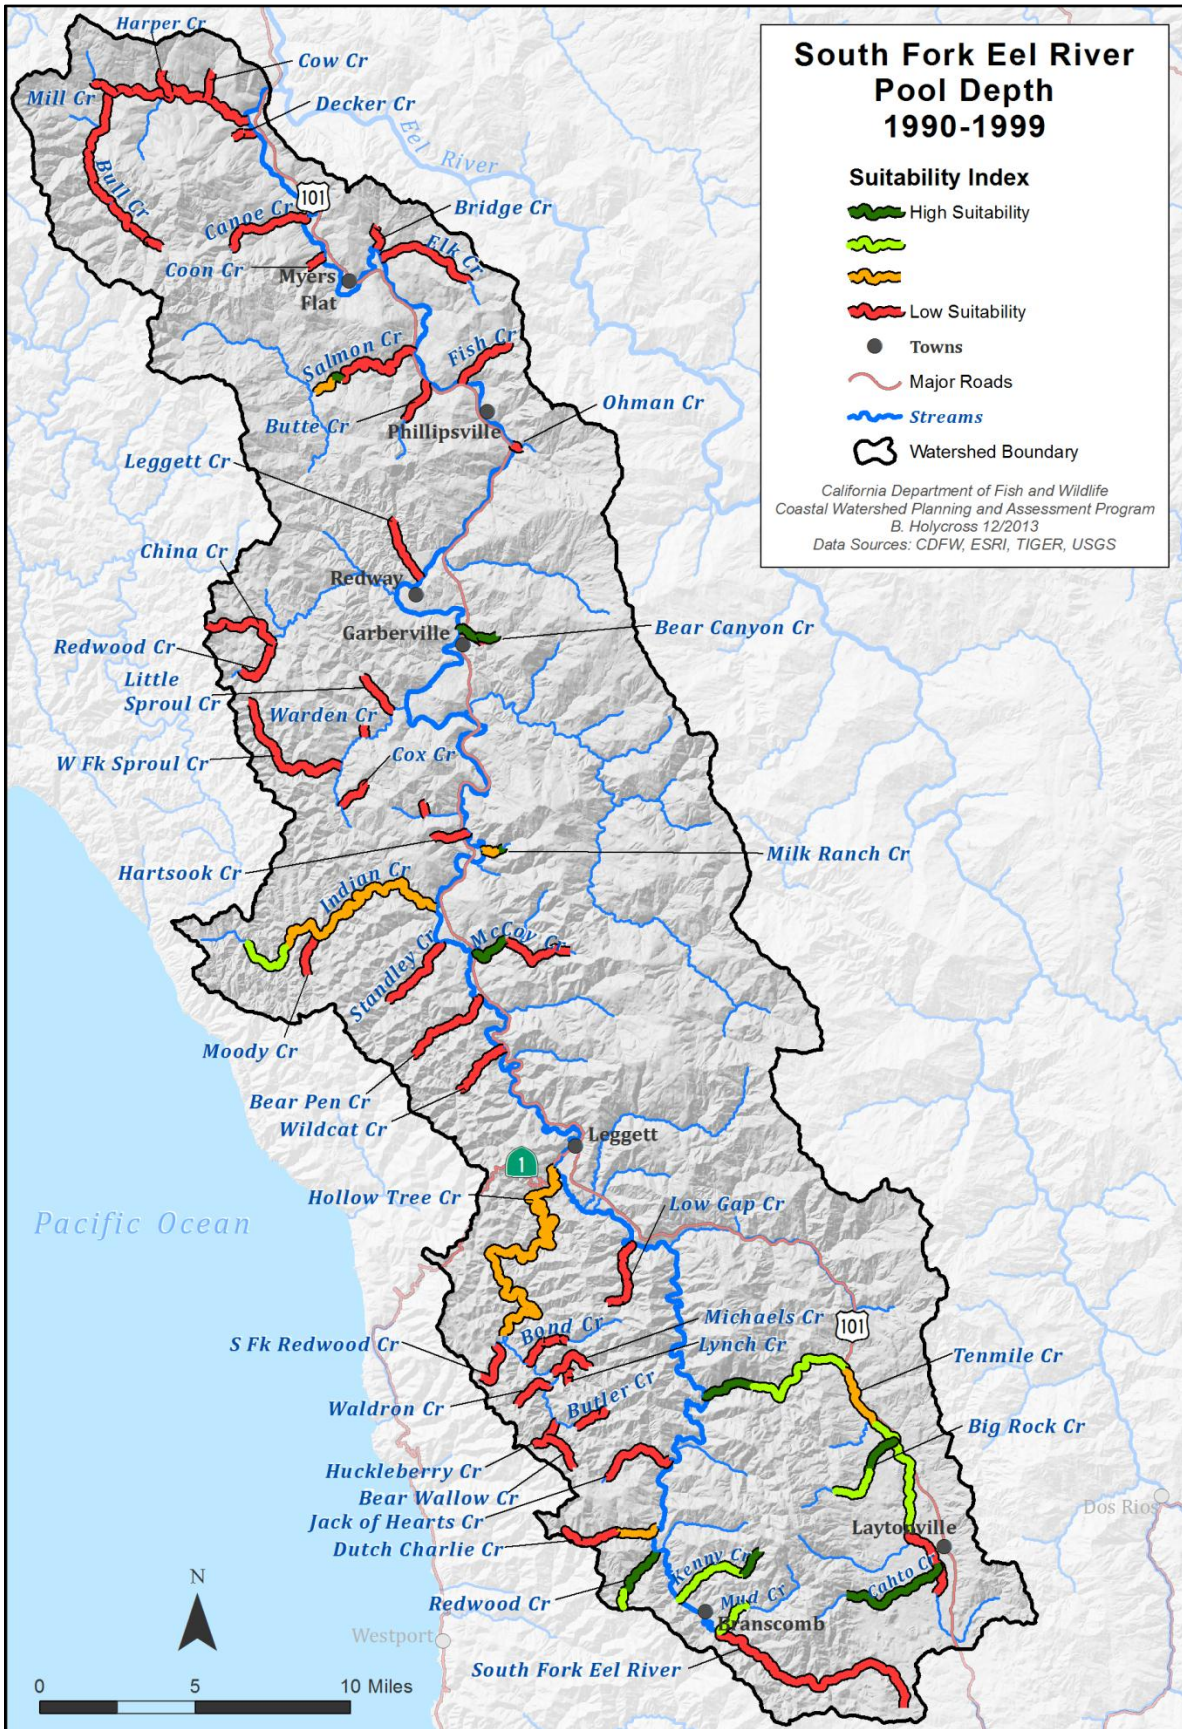 South Fork Eel River
Pool Depth
1990-1999
Suitability Index
High Suitability
Low Suitability
Towns
Major Roads
Streams
Watershed Boundary
California Department of Fish and Wildlife
Coastal Watershed Planning and Assessment Program
B. Holycross 12/2013
Data Sources: CDFW, ESRI, TIGER, USGS
Harper Cr
Cow Cr
Mill Cr
Decker Cr
Eel River
Bull Cr
101
Canoe Cr
Bridge Cr
Elk Cr
Coon Cr
Myers
Flat
Salmon Cr
Fish Cr
Butte Cr
Phillipsville
Ohman Cr
Leggett Cr
China Cr
Redway
Garberville
Bear Canyon Cr
Redwood Cr
Little
Sproul Cr
Warden Cr
W Fk Sproul Cr
Cox Cr
Hartsook Cr
Milk Ranch Cr
Indian Cr
McCoy Cr
Standley Cr
Moody Cr
Bear Pen Cr
Wildcat Cr
Leggett
1
Hollow Tree Cr
Low Gap Cr
Pacific Ocean
Bond Cr
Michaels Cr
101
S Fk Redwood Cr
Lynch Cr
Tenmile Cr
Waldron Cr
Butler Cr
Big Rock Cr
Huckleberry Cr
Bear Wallow Cr
Jack of Hearts Cr
Dos Rios
Laytonville
Dutch Charlie Cr
Kenny Cr
Cahto Cr
Redwood Cr
Mud Cr
Branscomb
Westport
South Fork Eel River
N
0 5 10 Miles